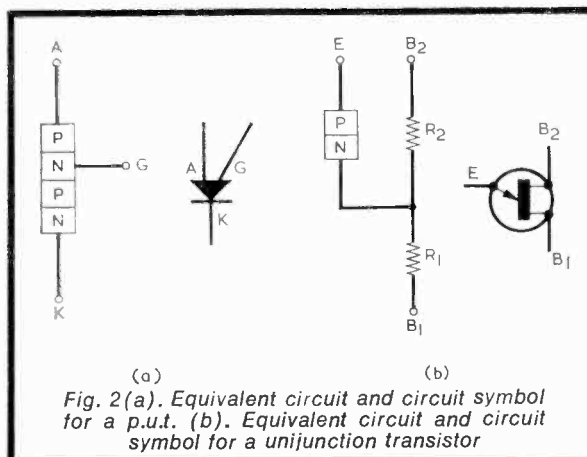 A
P
N
P
N
G
K
A
G
K
(a)
E
B2
P
N
R2
R1
B1
E
B2
B1
(b)
Fig. 2(a). Equivalent circuit and circuit symbol
for a p.u.t. (b). Equivalent circuit and circuit
symbol for a unijunction transistor